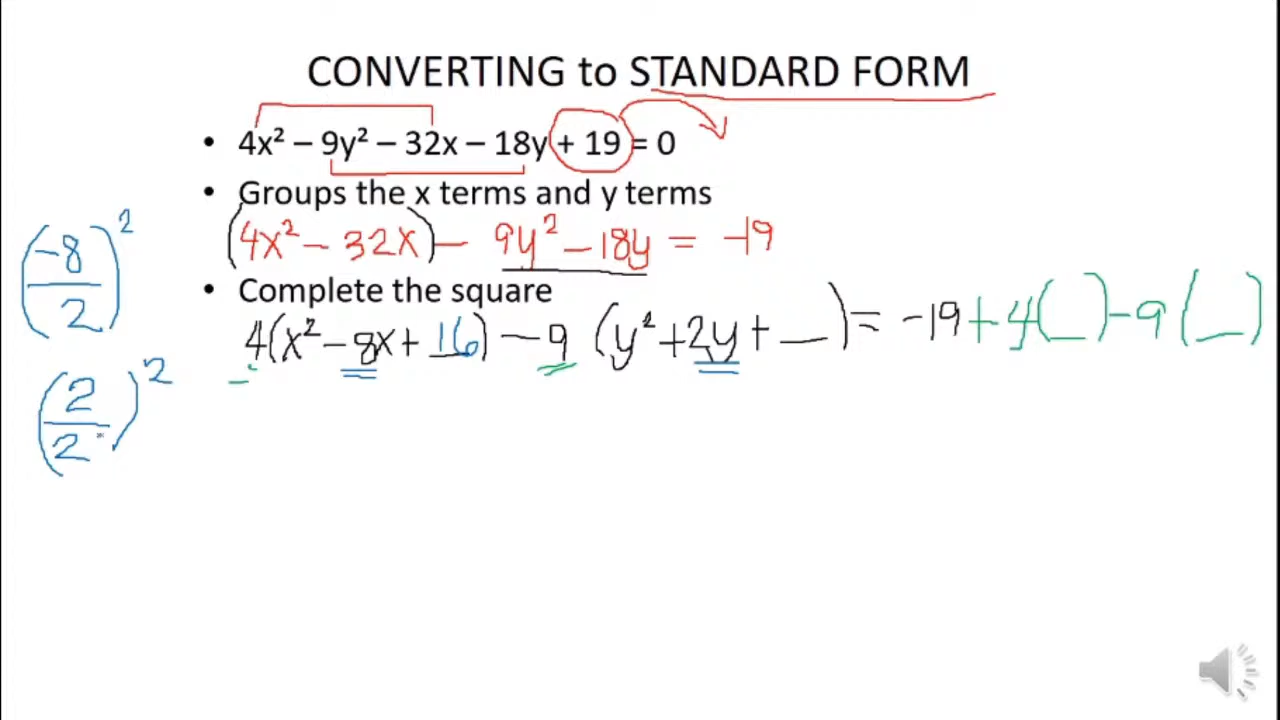 CONVERTING to STANDARD FORM
• 4x² – 9y² – 32x – 18y + 19 = 0
• Groups the x terms and y terms
(4x² – 32x) – 9y² – 18y = -19
• Complete the square
4(x² – 8x + 16) – 9 (y² + 2y + __) = -19 + 4(__) – 9(__)
(-8/2)²
(2/2)²